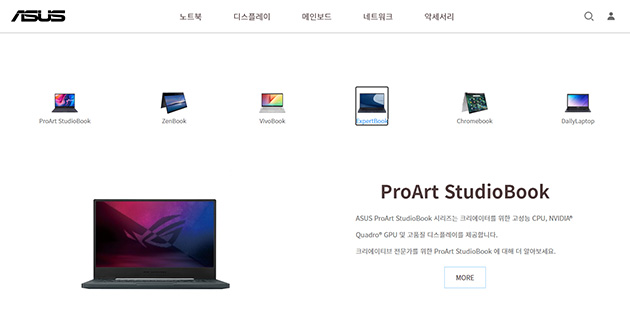 ASUS
노트북 디스플레이 메인보드 네트워크 악세서리
ProArt StudioBook ZenBook VivoBook ExpertBook Chromebook DailyLaptop
ProArt StudioBook
ASUS ProArt StudioBook 시리즈는 크리에이터를 위한 고성능 CPU, NVIDIA®
Quadro® GPU 및 고품질 디스플레이를 제공합니다.
크리에이티브 전문가를 위한 ProArt StudioBook 에 대해 더 알아보세요.
MORE